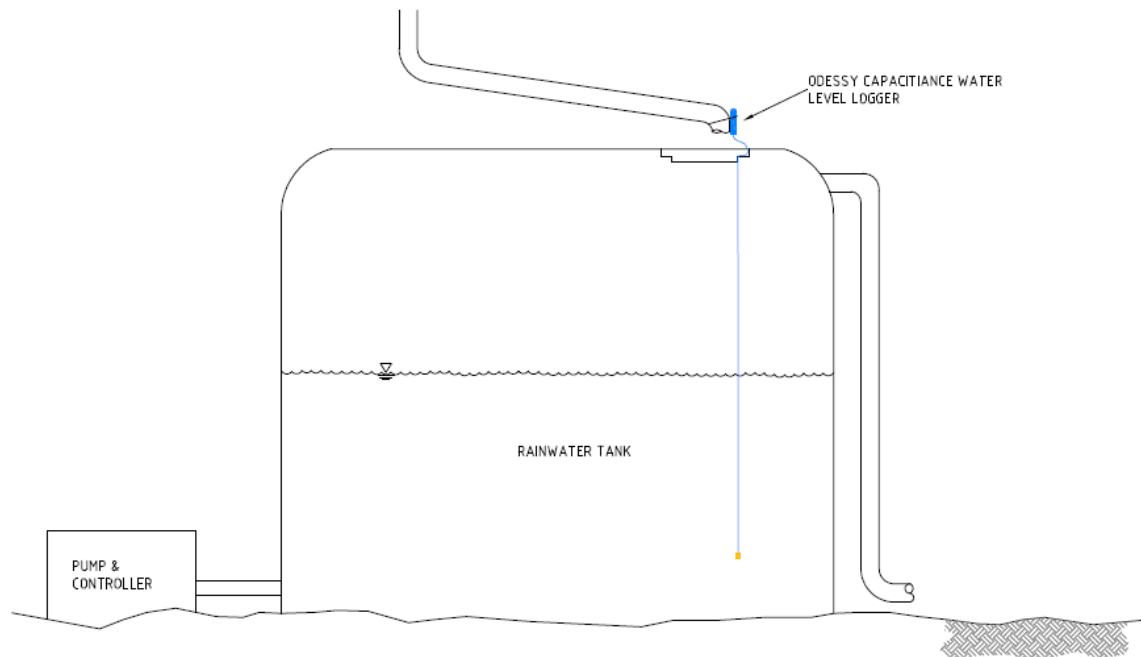 ODESSY CAPACITIANCE WATER
LEVEL LOGGER
RAINWATER TANK
PUMP &
CONTROLLER